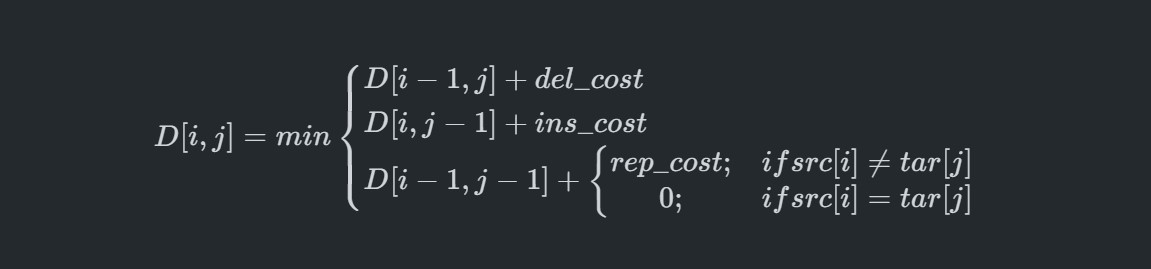 D[i − 1, j] + del_cost
D[i, j] = min { D[i, j − 1] + ins_cost
D[i − 1, j − 1] + { rep_cost; if src[i] ≠ tar[j]
0; if src[i] = tar[j]